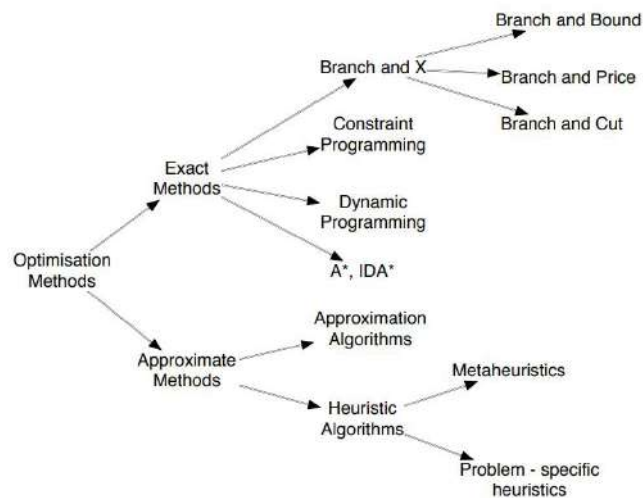 Branch and Bound
Branch and X
Branch and Price
Branch and Cut
Constraint
Programming
Exact
Methods
Dynamic
Programming
Optimisation
Methods
A*, IDA*
Approximation
Algorithms
Approximate
Methods
Metaheuristics
Heuristic
Algorithms
Problem - specific
heuristics